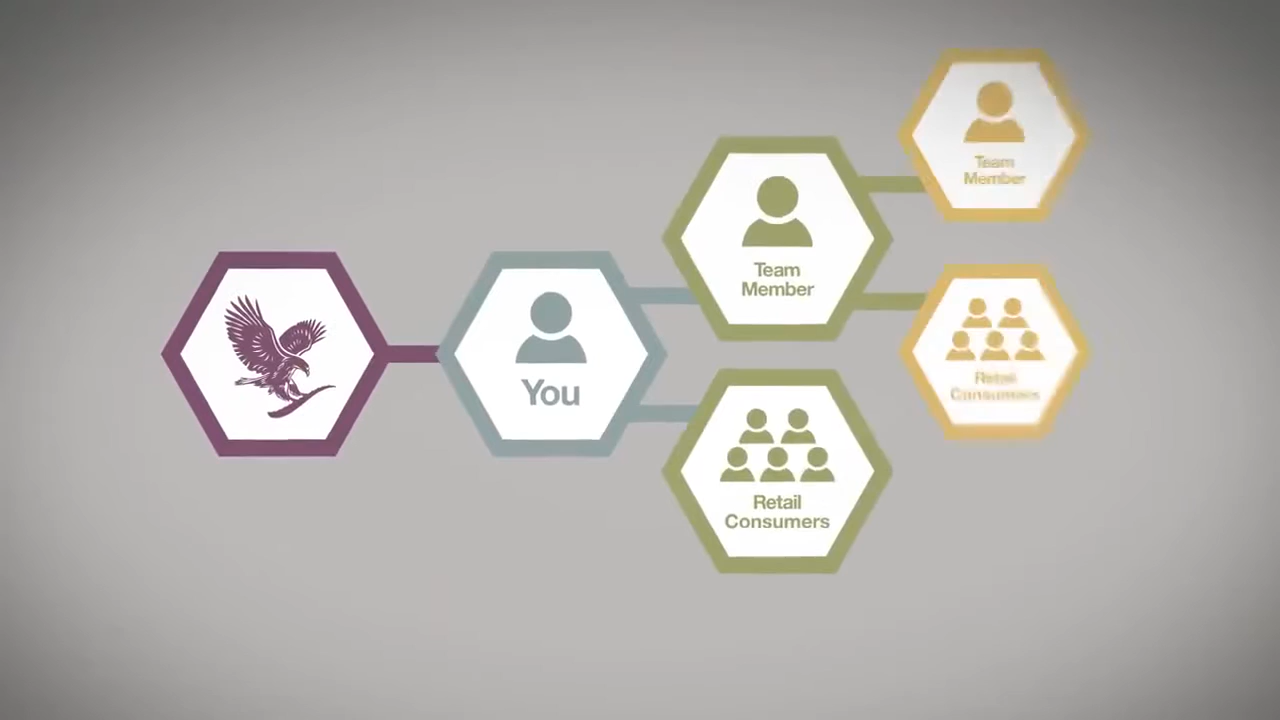 You
Team
Member
Retail
Consumers
Team
Member
Retail
Consumers